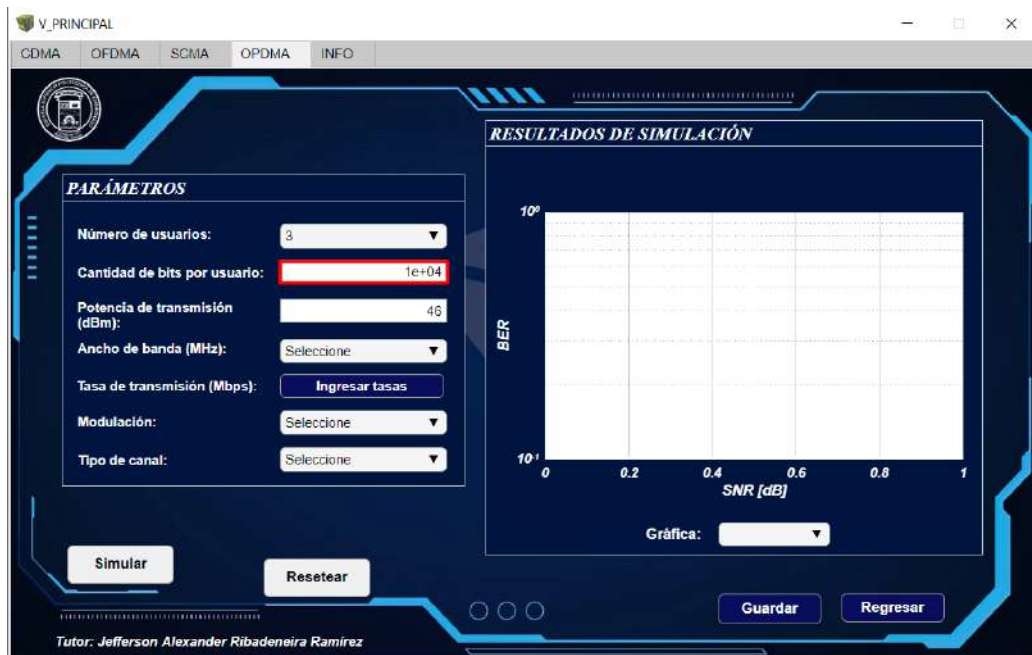 V_PRINCIPAL
CDMA OFDMA SCMA OPDMA INFO
RESULTADOS DE SIMULACIÓN
PARÁMETROS
Número de usuarios: 3
Cantidad de bits por usuario: 1e+04
Potencia de transmisión
(dBm): 46
Ancho de banda (MHz): Seleccione
Tasa de transmisión (Mbps): Ingresar tasas
Modulación: Seleccione
Tipo de canal: Seleccione
Simular
Resetear
10⁰
BER
10⁻¹
0 0.2 0.4 0.6 0.8 1
SNR [dB]
Gráfica:
Guardar Regresar
Tutor: Jefferson Alexander Ribadeneira Ramírez